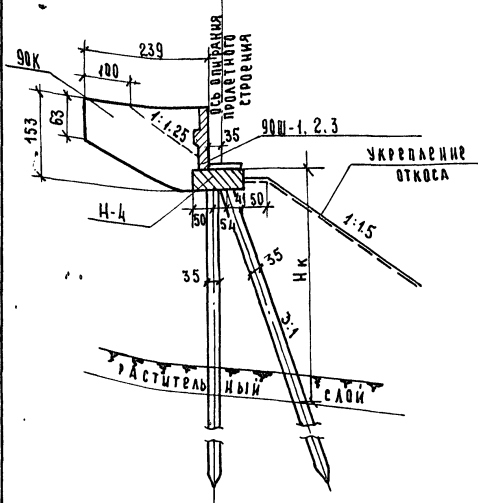 239
90К
100
ОСЬ ОПИРАНИЯ
ПРОЛЕТНОГО
СТРОЕНИЯ
153
63
1:1.25
35
90Ш-1, 2, 3
УКРЕПЛЕНИЕ
ОТКОСА
Н-4
50
54
50
1:1.5
35
35
Нк
3:1
РАСТИТЕЛЬНЫЙ СЛОЙ